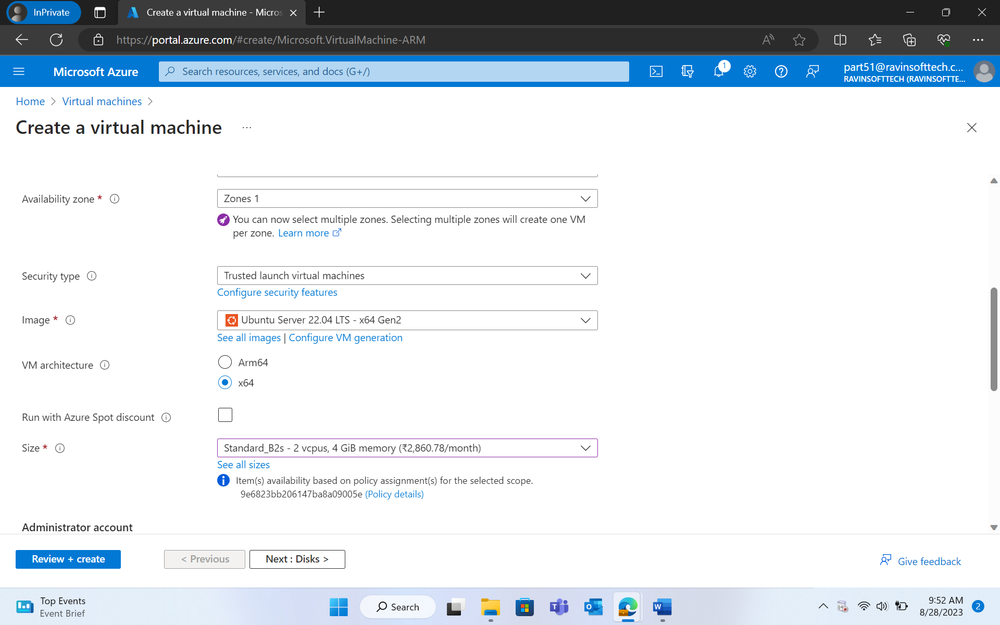 InPrivate
Create a virtual machine - Micros
https://portal.azure.com/#create/Microsoft.VirtualMachine-ARM
Microsoft Azure
Search resources, services, and docs (G+/)
1
part51@ravinsofttech.c...
RAVINSOFTTECH (RAVINSOFTTE...
Home > Virtual machines >
Create a virtual machine ...
Availability zone *
Zones 1
You can now select multiple zones. Selecting multiple zones will create one VM
per zone. Learn more
Security type
Trusted launch virtual machines
Configure security features
Image *
Ubuntu Server 22.04 LTS - x64 Gen2
See all images | Configure VM generation
VM architecture
Arm64
x64
Run with Azure Spot discount
Size *
Standard_B2s - 2 vcpus, 4 GiB memory (₹2,860.78/month)
See all sizes
Item(s) availability based on policy assignment(s) for the selected scope.
9e6823bb206147ba8a09005e (Policy details)
Administrator account
Review + create
< Previous
Next : Disks >
Give feedback
Top Events
Event Brief
Search
9:52 AM
8/28/2023
2